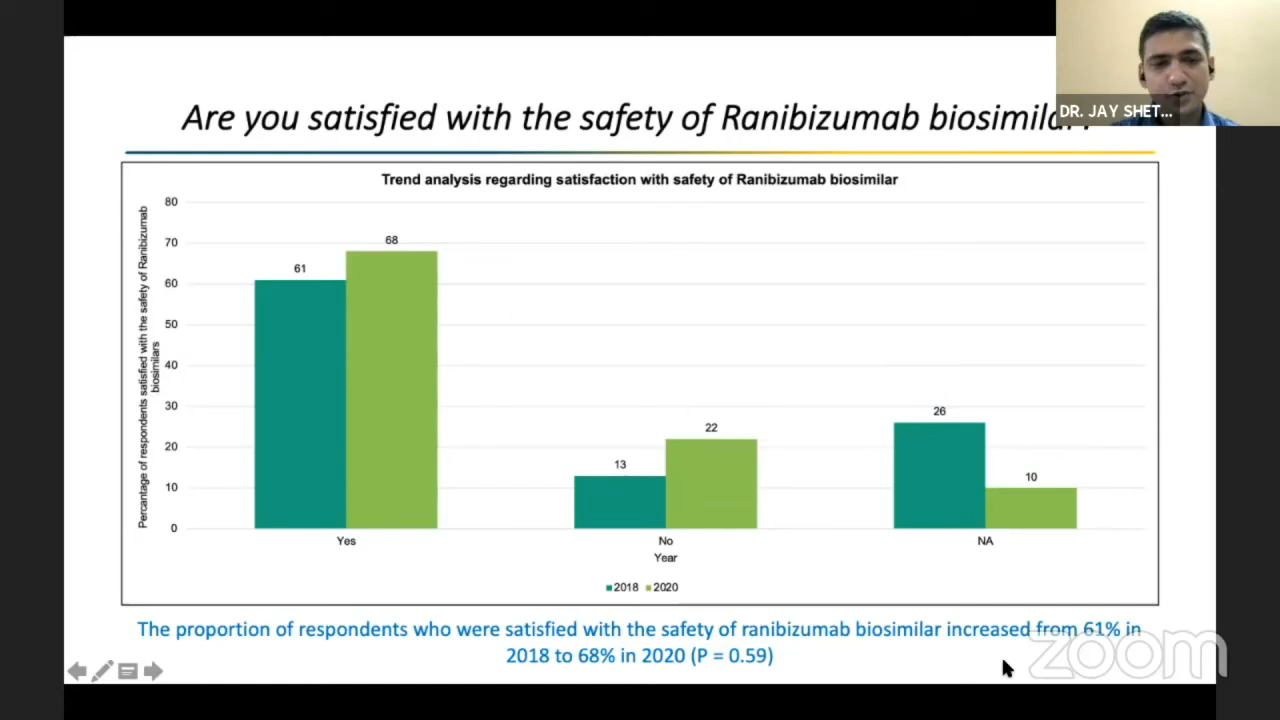 Are you satisfied with the safety of Ranibizumab biosimilar?
DR. JAY SHET...
Trend analysis regarding satisfaction with safety of Ranibizumab biosimilar
Percantage of respondents satisfied with the safety of Ranibizumab
biosimilars
80
70
60
50
40
30
20
10
0
61
68
13
22
26
10
Yes
No
NA
Year
2018
2020
The proportion of respondents who were satisfied with the safety of ranibizumab biosimilar increased from 61% in
2018 to 68% in 2020 (P = 0.59)
zoom